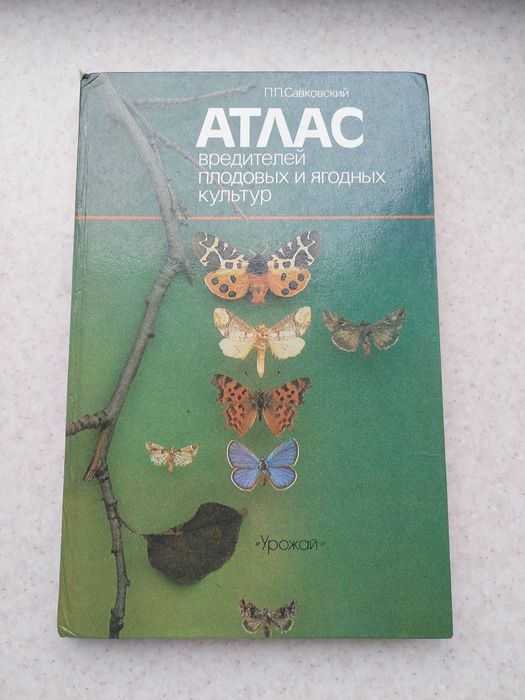 П.П.Савковский
АТЛАС
вредителей
плодовых и ягодных
культур
«Урожай»